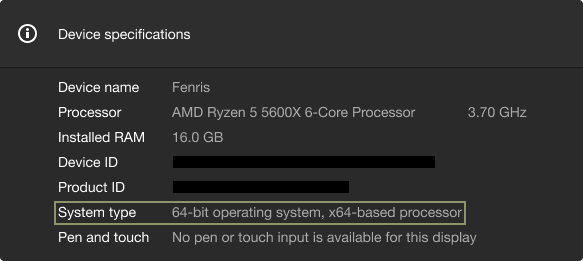 Device specifications
Device name Fenris
Processor AMD Ryzen 5 5600X 6-Core Processor 3.70 GHz
Installed RAM 16.0 GB
Device ID
Product ID
System type 64-bit operating system, x64-based processor
Pen and touch No pen or touch input is available for this display